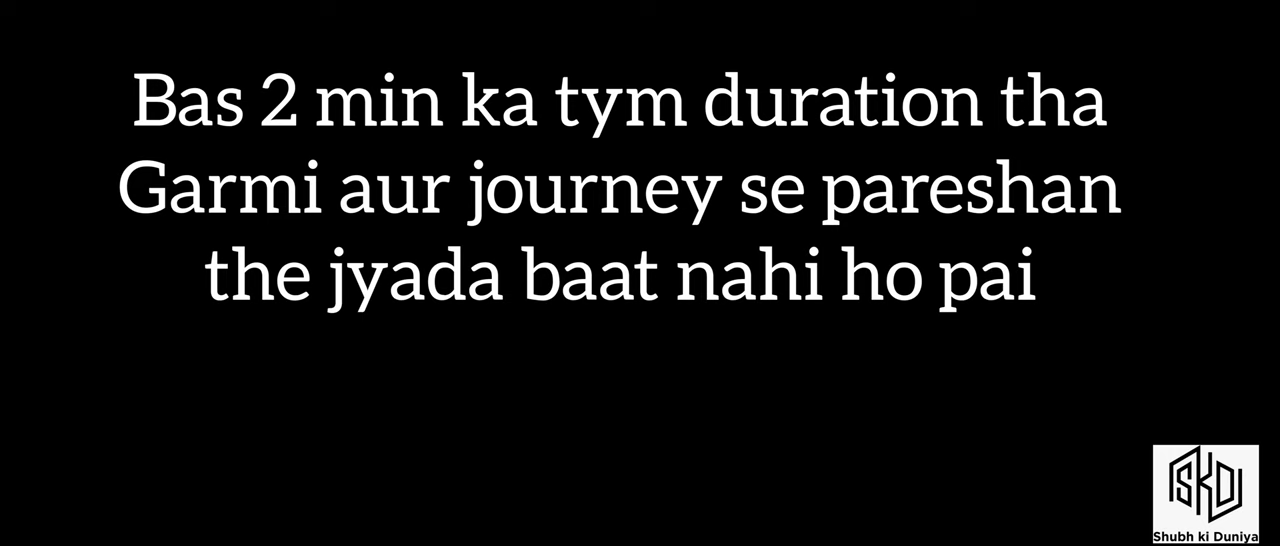 Bas 2 min ka tym duration tha
Garmi aur journey se pareshan
the jyada baat nahi ho pai
SKD
Shubh ki Duniya